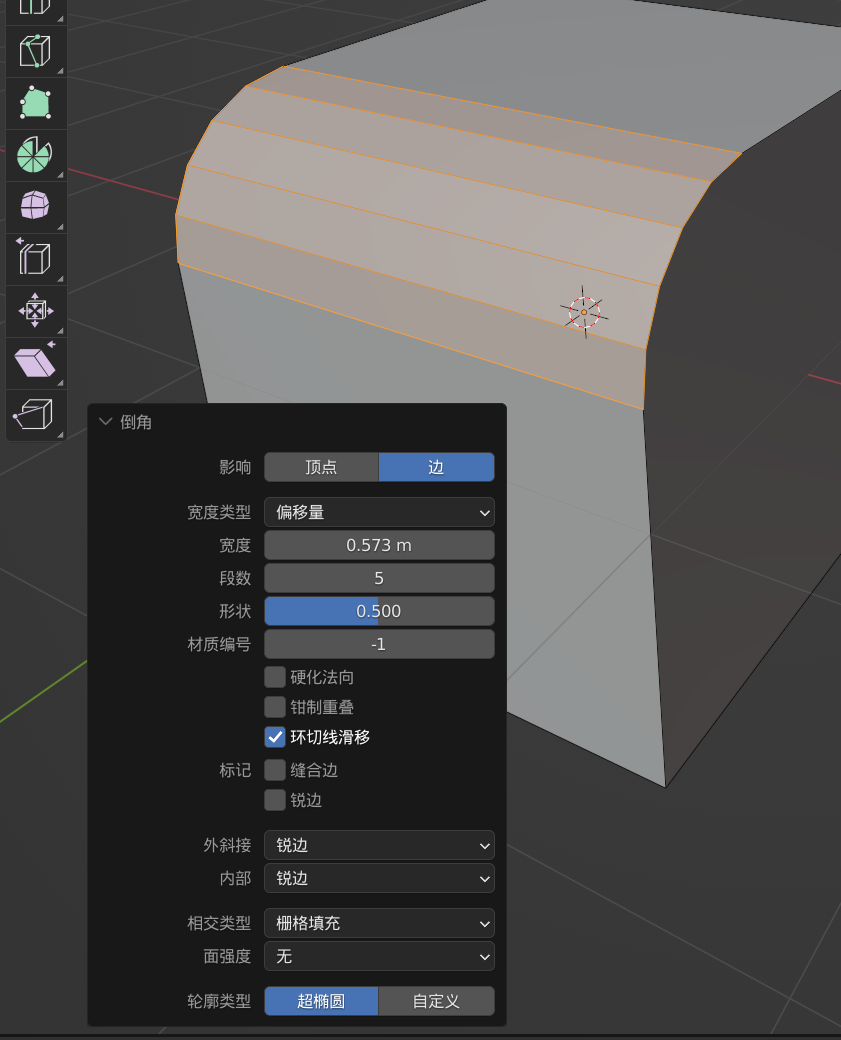 倒角
影响 顶点 边
宽度类型 偏移量
宽度 0.573 m
段数 5
形状 0.500
材质编号 -1
硬化法向
钳制重叠
环切线滑移
标记 缝合边
锐边
外斜接 锐边
内部 锐边
相交类型 栅格填充
面强度 无
轮廓类型 超椭圆 自定义